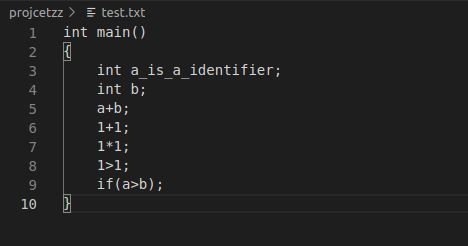 projcetzz > test.txt
1 int main()
2 {
3     int a_is_a_identifier;
4     int b;
5     a+b;
6     1+1;
7     1*1;
8     1>1;
9     if(a>b);
10 }